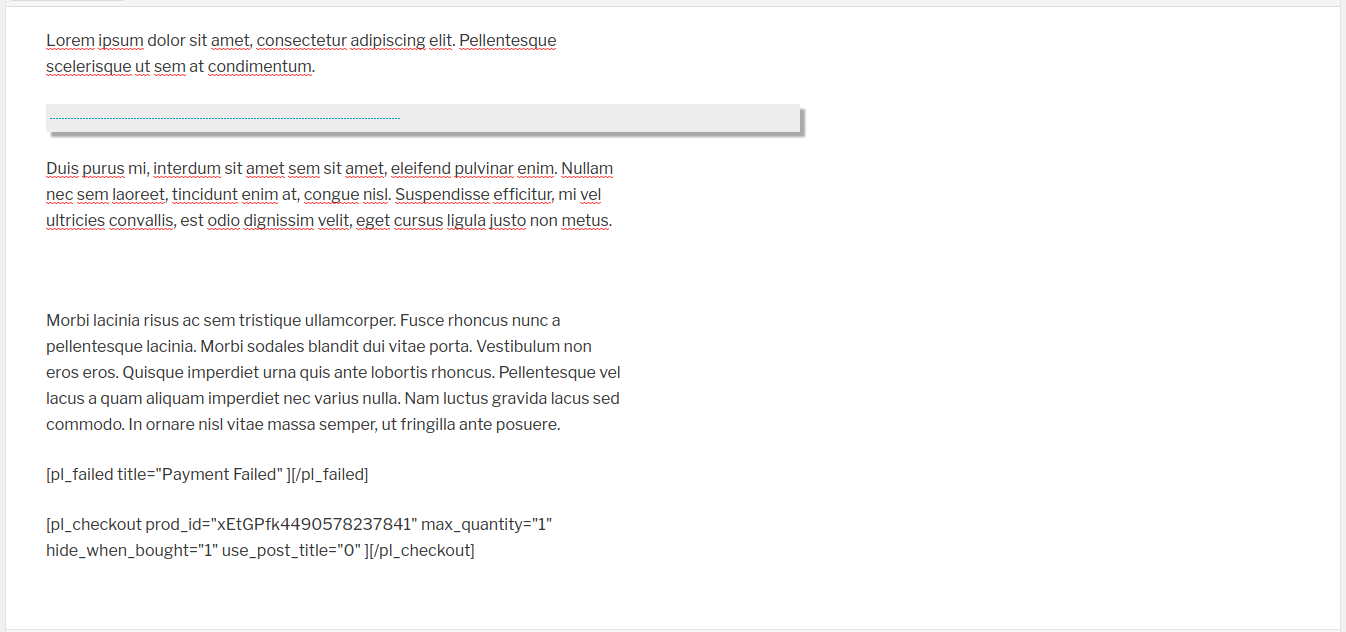 Lorem ipsum dolor sit amet, consectetur adipiscing elit. Pellentesque
scelerisque ut sem at condimentum.
Duis purus mi, interdum sit amet sem sit amet, eleifend pulvinar enim. Nullam
nec sem laoreet, tincidunt enim at, congue nisl. Suspendisse efficitur, mi vel
ultricies convallis, est odio dignissim velit, eget cursus ligula justo non metus.
Morbi lacinia risus ac sem tristique ullamcorper. Fusce rhoncus nunc a
pellentesque lacinia. Morbi sodales blandit dui vitae porta. Vestibulum non
eros eros. Quisque imperdiet urna quis ante lobortis rhoncus. Pellentesque vel
lacus a quam aliquam imperdiet nec varius nulla. Nam luctus gravida lacus sed
commodo. In ornare nisl vitae massa semper, ut fringilla ante posuere.
[pl_failed title="Payment Failed" ][/pl_failed]
[pl_checkout prod_id="xEtGPfk4490578237841" max_quantity="1"
hide_when_bought="1" use_post_title="0" ][/pl_checkout]